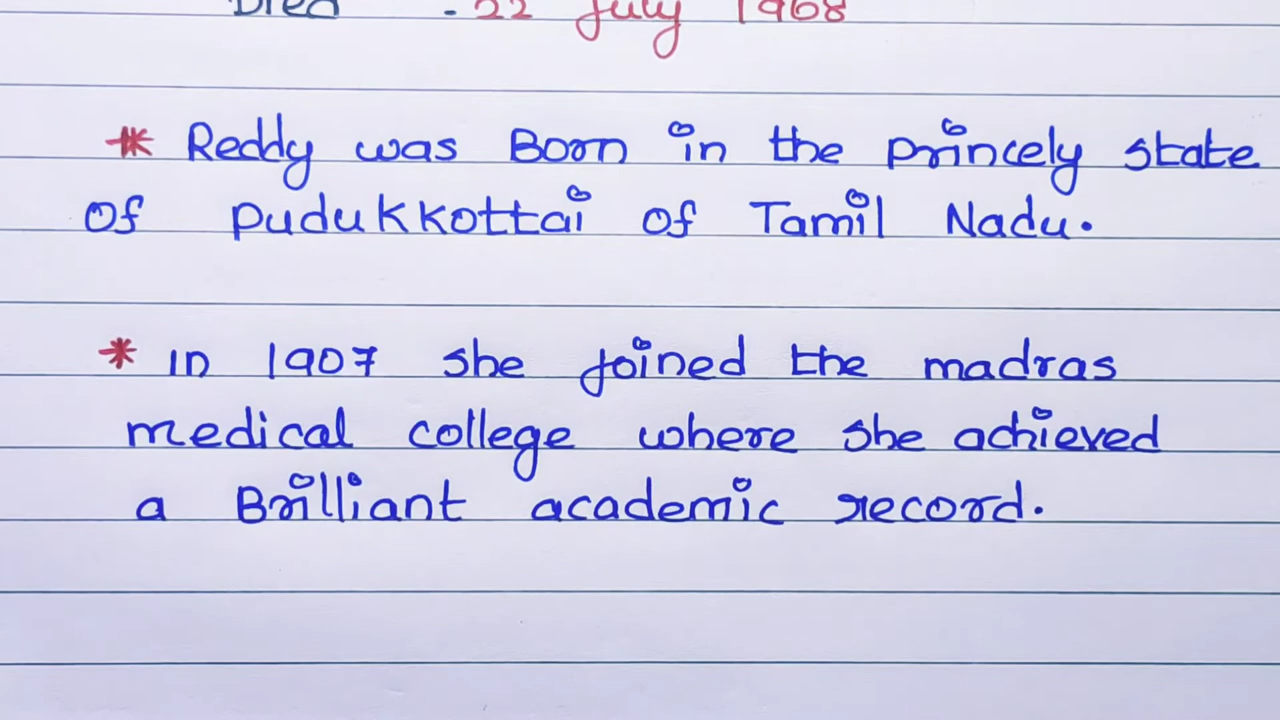 Died - 22 July 1968
* Reddy was Born in the princely state
of pudukkottai of Tamil Nadu.
* In 1907 she joined the madras
medical college where she achieved
a Brilliant academic record.